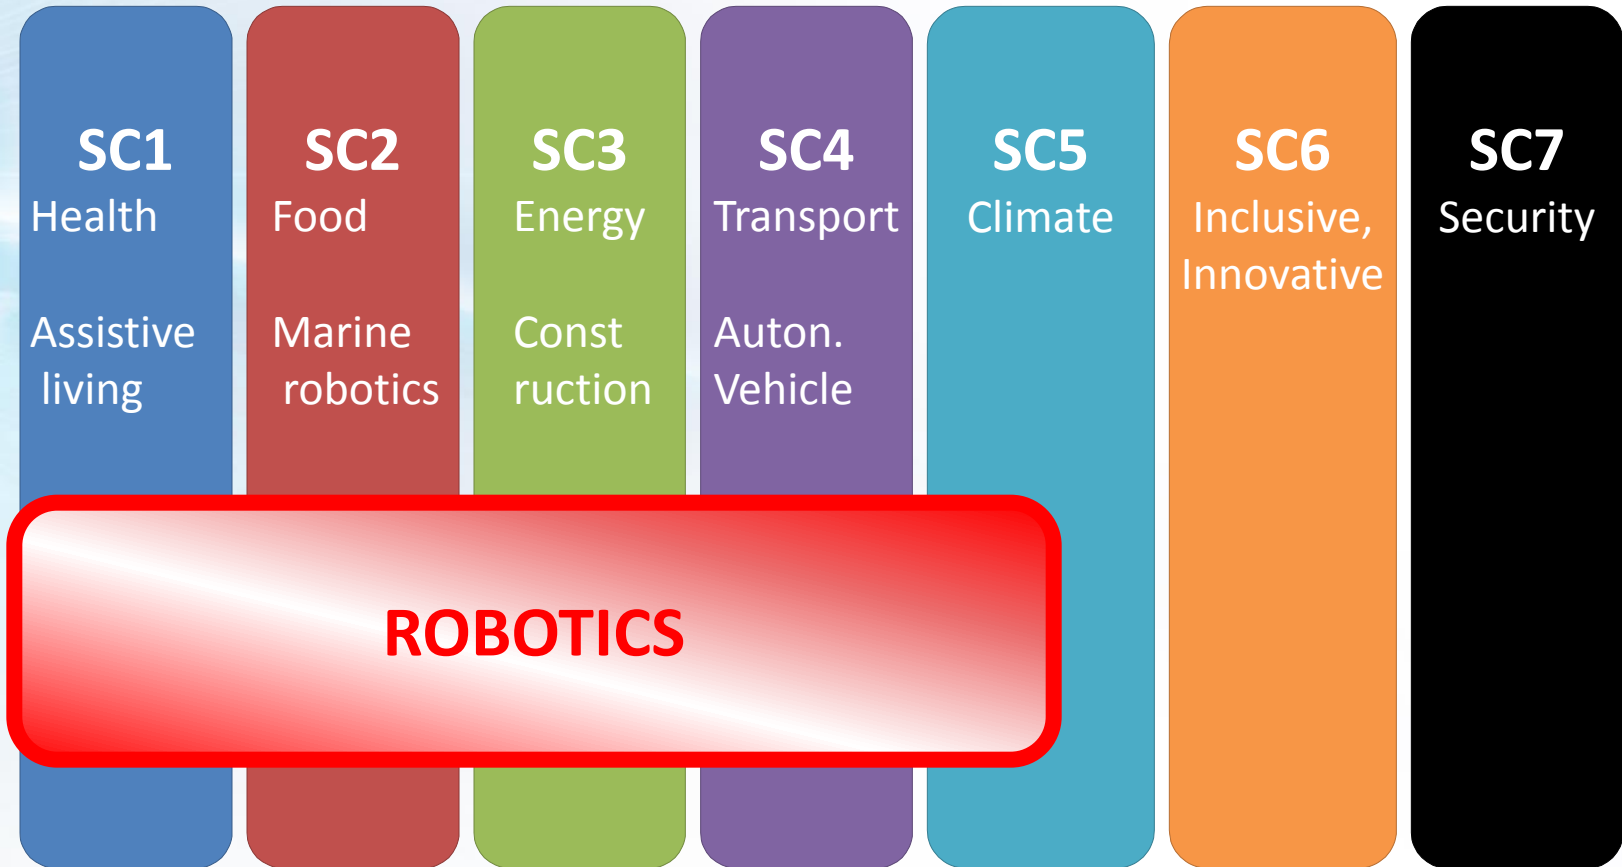 SC1
Health
Assistive
living
SC2
Food
Marine
robotics
SC3
Energy
Const
ruction
SC4
Transport
Auton.
Vehicle
SC5
Climate
SC6
Inclusive,
Innovative
SC7
Security
ROBOTICS